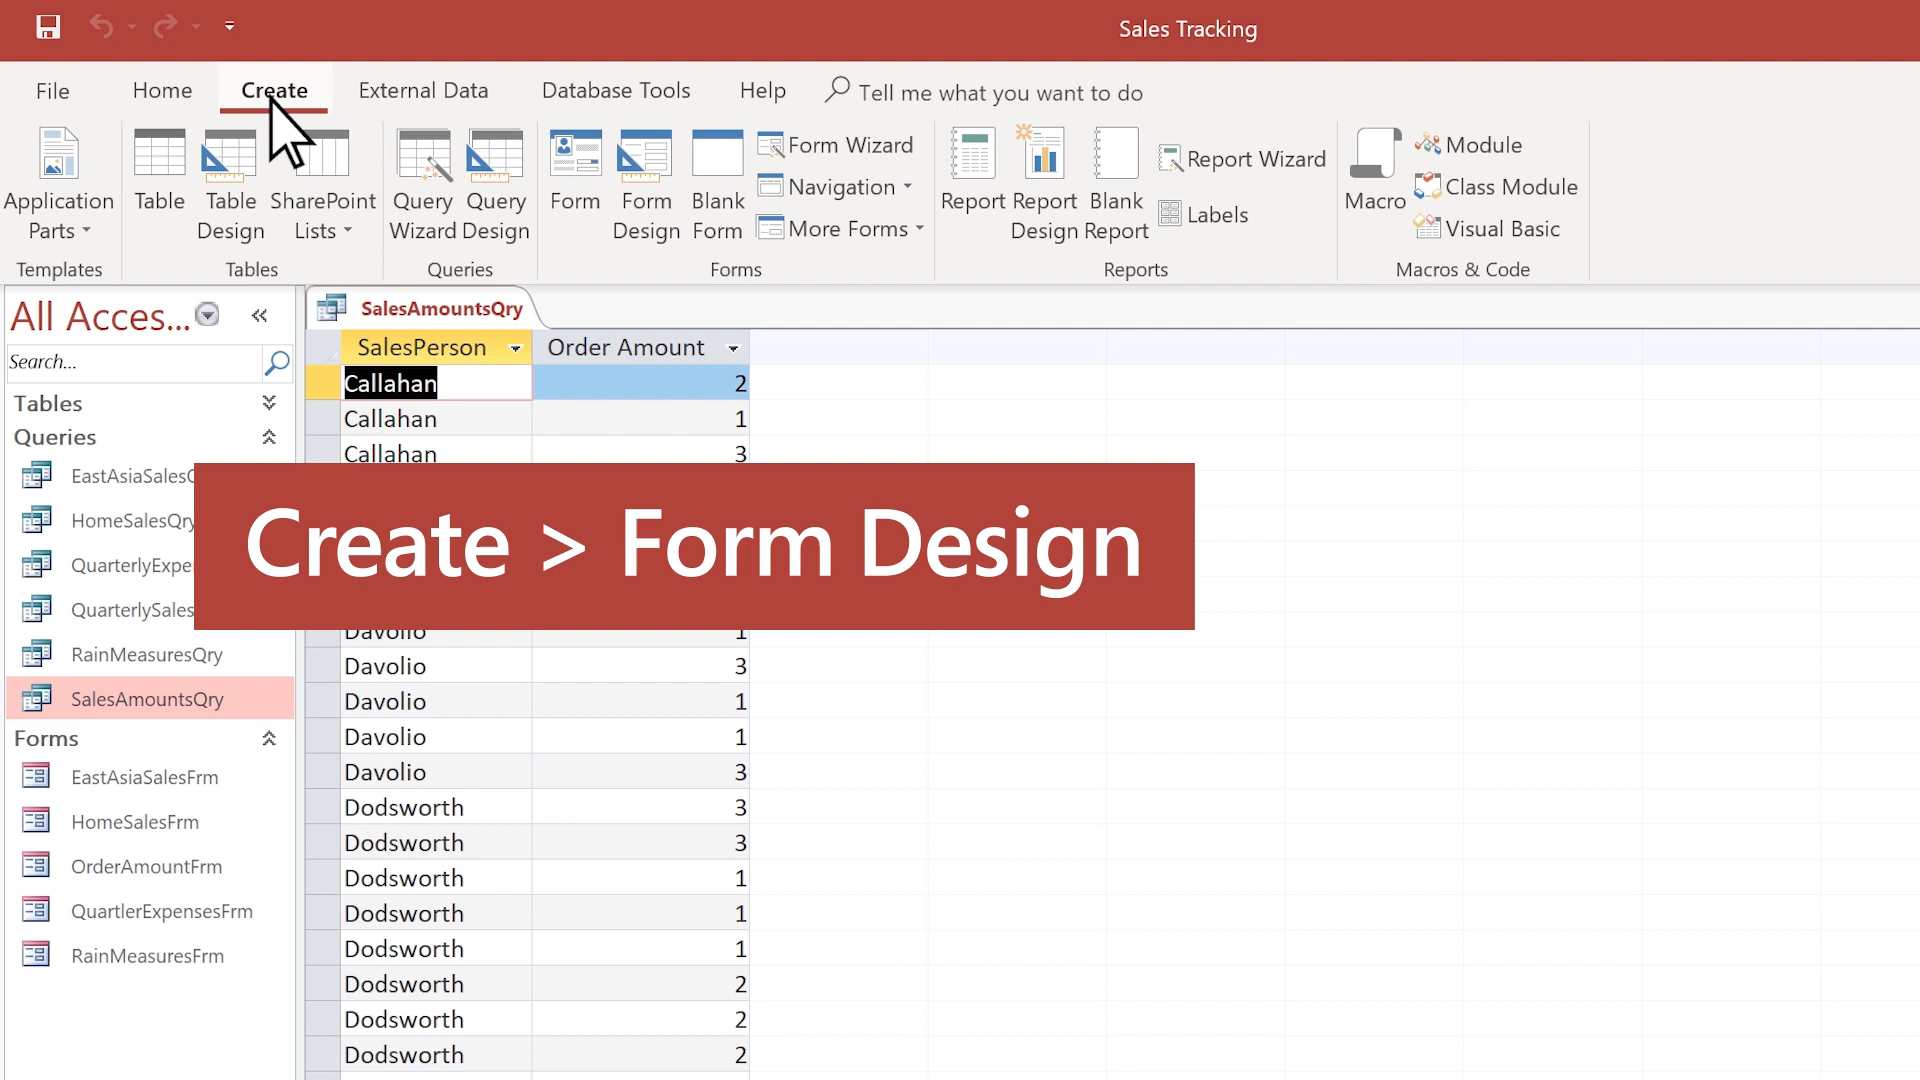 Sales Tracking
File Home Create External Data Database Tools Help Tell me what you want to do
Application Parts
Table
Table Design
SharePoint Lists
Query Wizard
Query Design
Form
Form Design
Blank Form
Form Wizard
Navigation
More Forms
Report
Report Design
Blank Report
Report Wizard
Labels
Macro
Module
Class Module
Visual Basic
Templates Tables Queries Forms Reports Macros & Code
All Acces...
Search...
Tables
Queries
EastAsiaSales
HomeSalesQry
QuarterlyExpe
QuarterlySales
RainMeasuresQry
SalesAmountsQry
Forms
EastAsiaSalesFrm
HomeSalesFrm
OrderAmountFrm
QuartlerExpensesFrm
RainMeasuresFrm
SalesAmountsQry
SalesPerson Order Amount
Callahan 2
Callahan 1
Callahan 3
Create > Form Design
Davolio 1
Davolio 3
Davolio 1
Davolio 1
Davolio 3
Dodsworth 3
Dodsworth 3
Dodsworth 1
Dodsworth 1
Dodsworth 1
Dodsworth 2
Dodsworth 2
Dodsworth 2